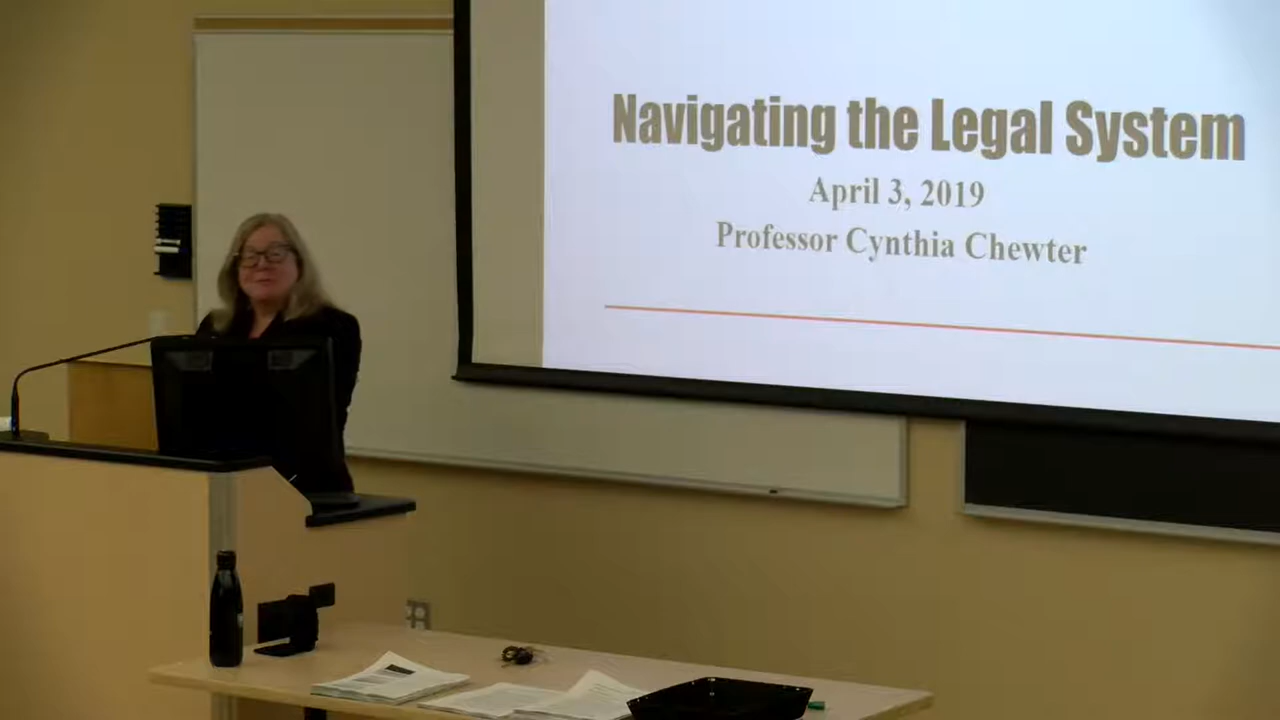 Navigating the Legal System
April 3, 2019
Professor Cynthia Chewter